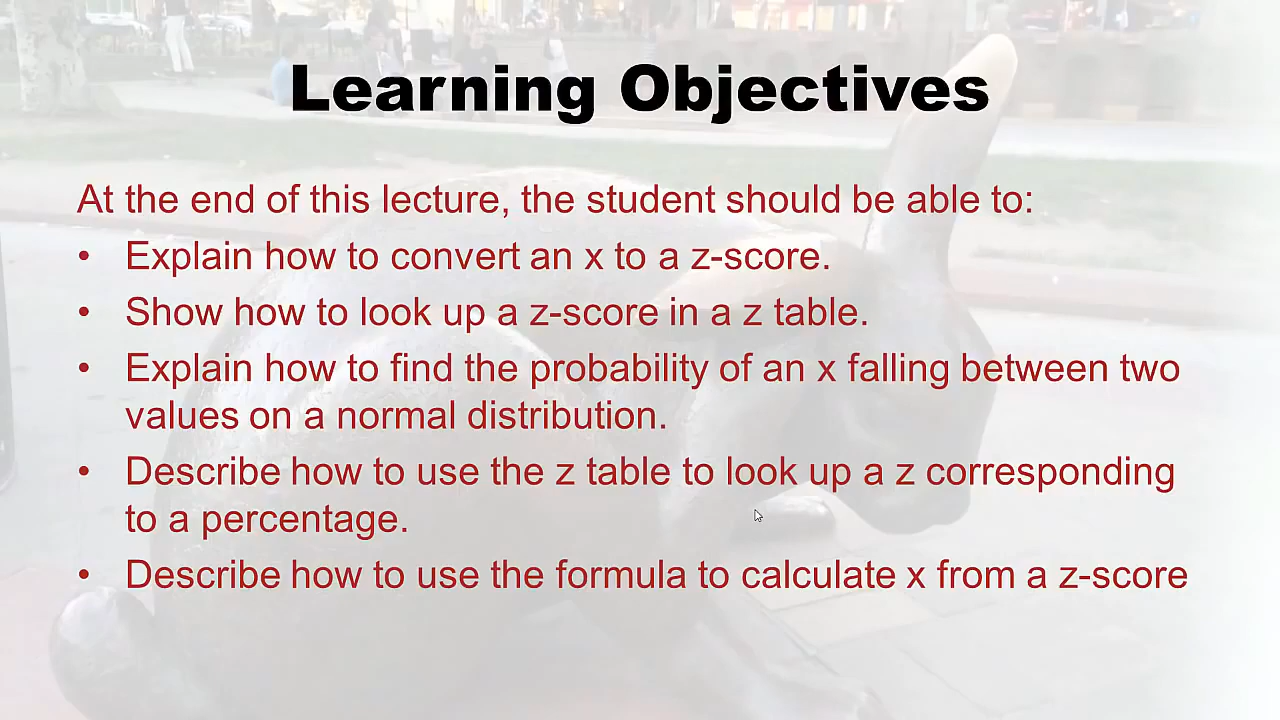 Learning Objectives
At the end of this lecture, the student should be able to:
• Explain how to convert an x to a z-score.
• Show how to look up a z-score in a z table.
• Explain how to find the probability of an x falling between two
values on a normal distribution.
• Describe how to use the z table to look up a z corresponding
to a percentage.
• Describe how to use the formula to calculate x from a z-score